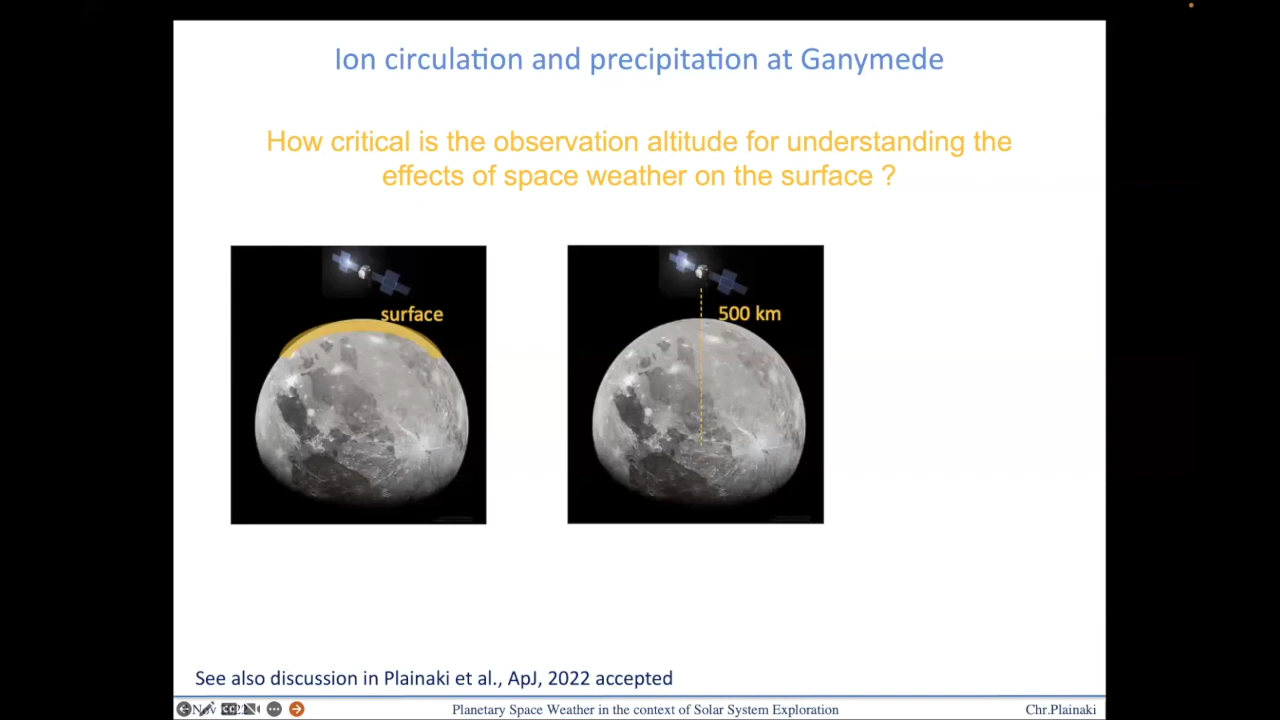 Ion circulation and precipitation at Ganymede
How critical is the observation altitude for understanding the
effects of space weather on the surface ?
surface
500 km
See also discussion in Plainaki et al., ApJ, 2022 accepted
Nov
Planetary Space Weather in the context of Solar System Exploration
Chr.Plainaki